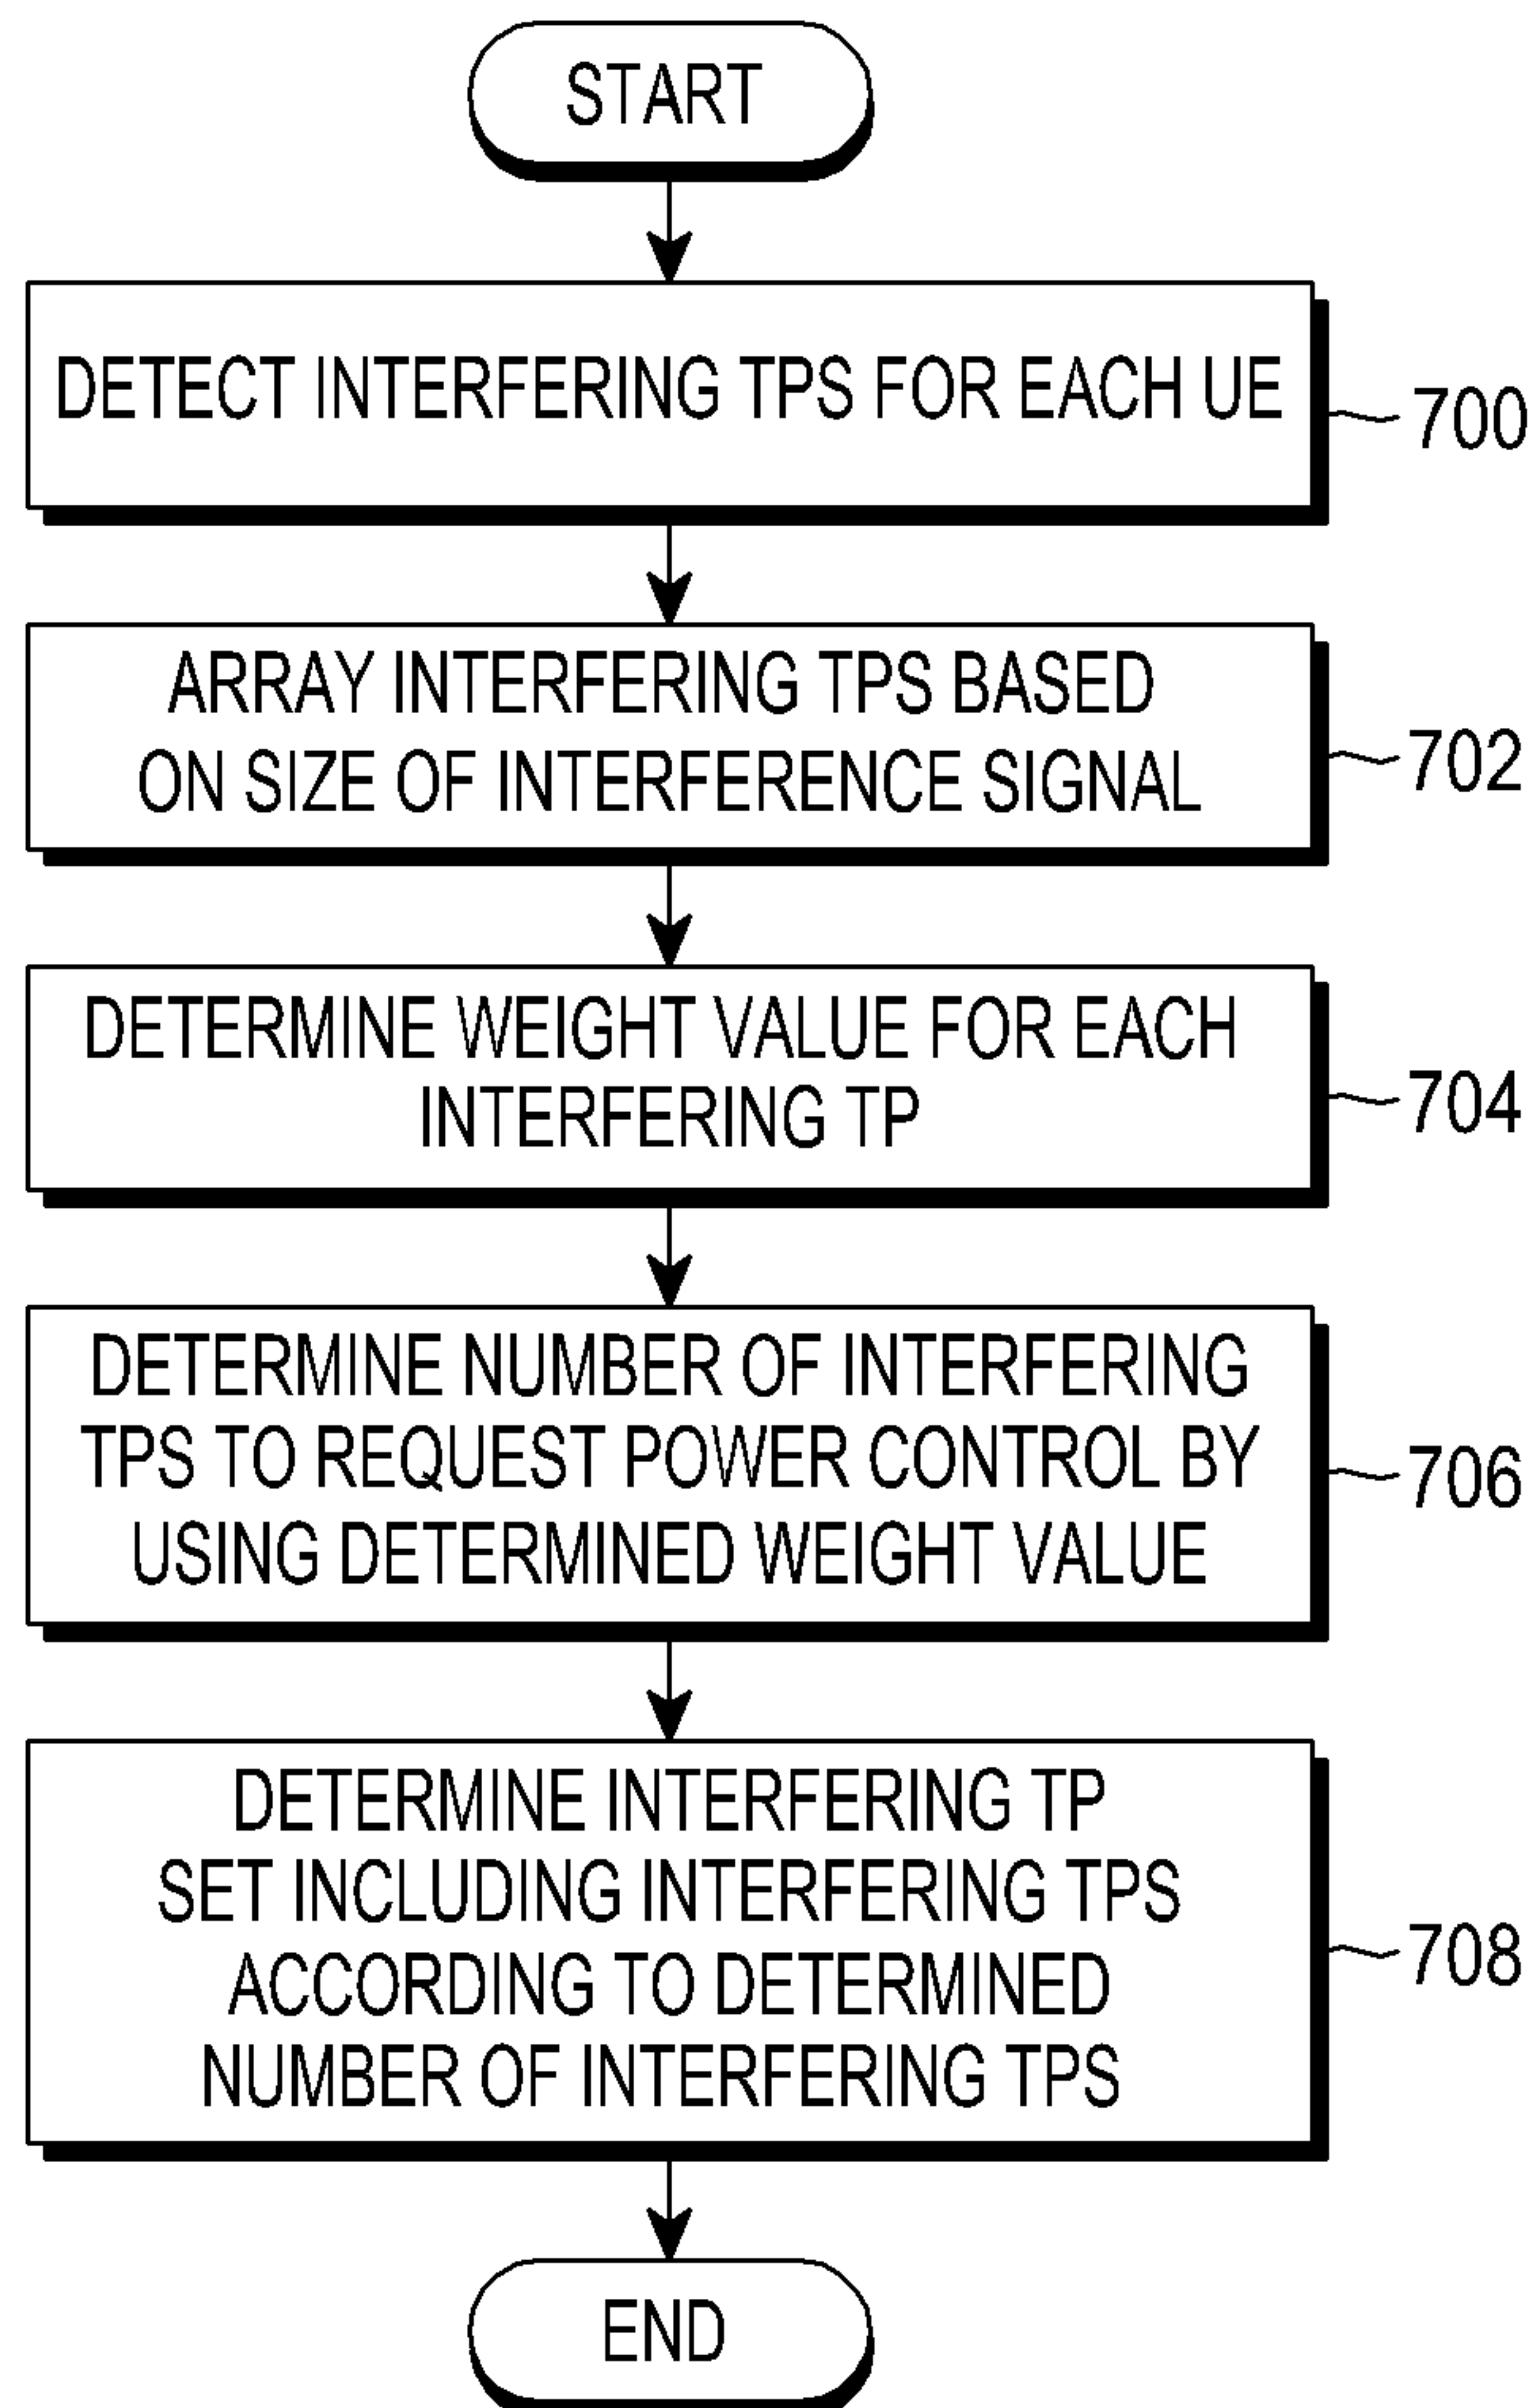 START
DETECT INTERFERING TPS FOR EACH UE
700
ARRAY INTERFERING TPS BASED
ON SIZE OF INTERFERENCE SIGNAL
702
DETERMINE WEIGHT VALUE FOR EACH
INTERFERING TP
704
DETERMINE NUMBER OF INTERFERING
TPS TO REQUEST POWER CONTROL BY
USING DETERMINED WEIGHT VALUE
706
DETERMINE INTERFERING TP
SET INCLUDING INTERFERING TPS
ACCORDING TO DETERMINED
NUMBER OF INTERFERING TPS
708
END